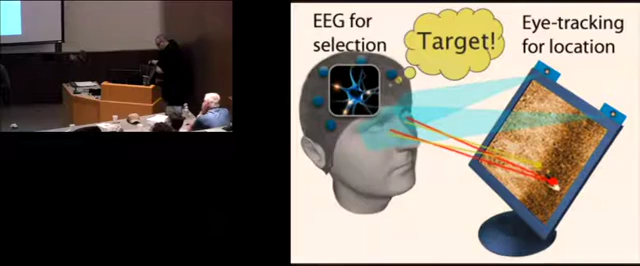 EEG for
selection
Target!
Eye-tracking
for location